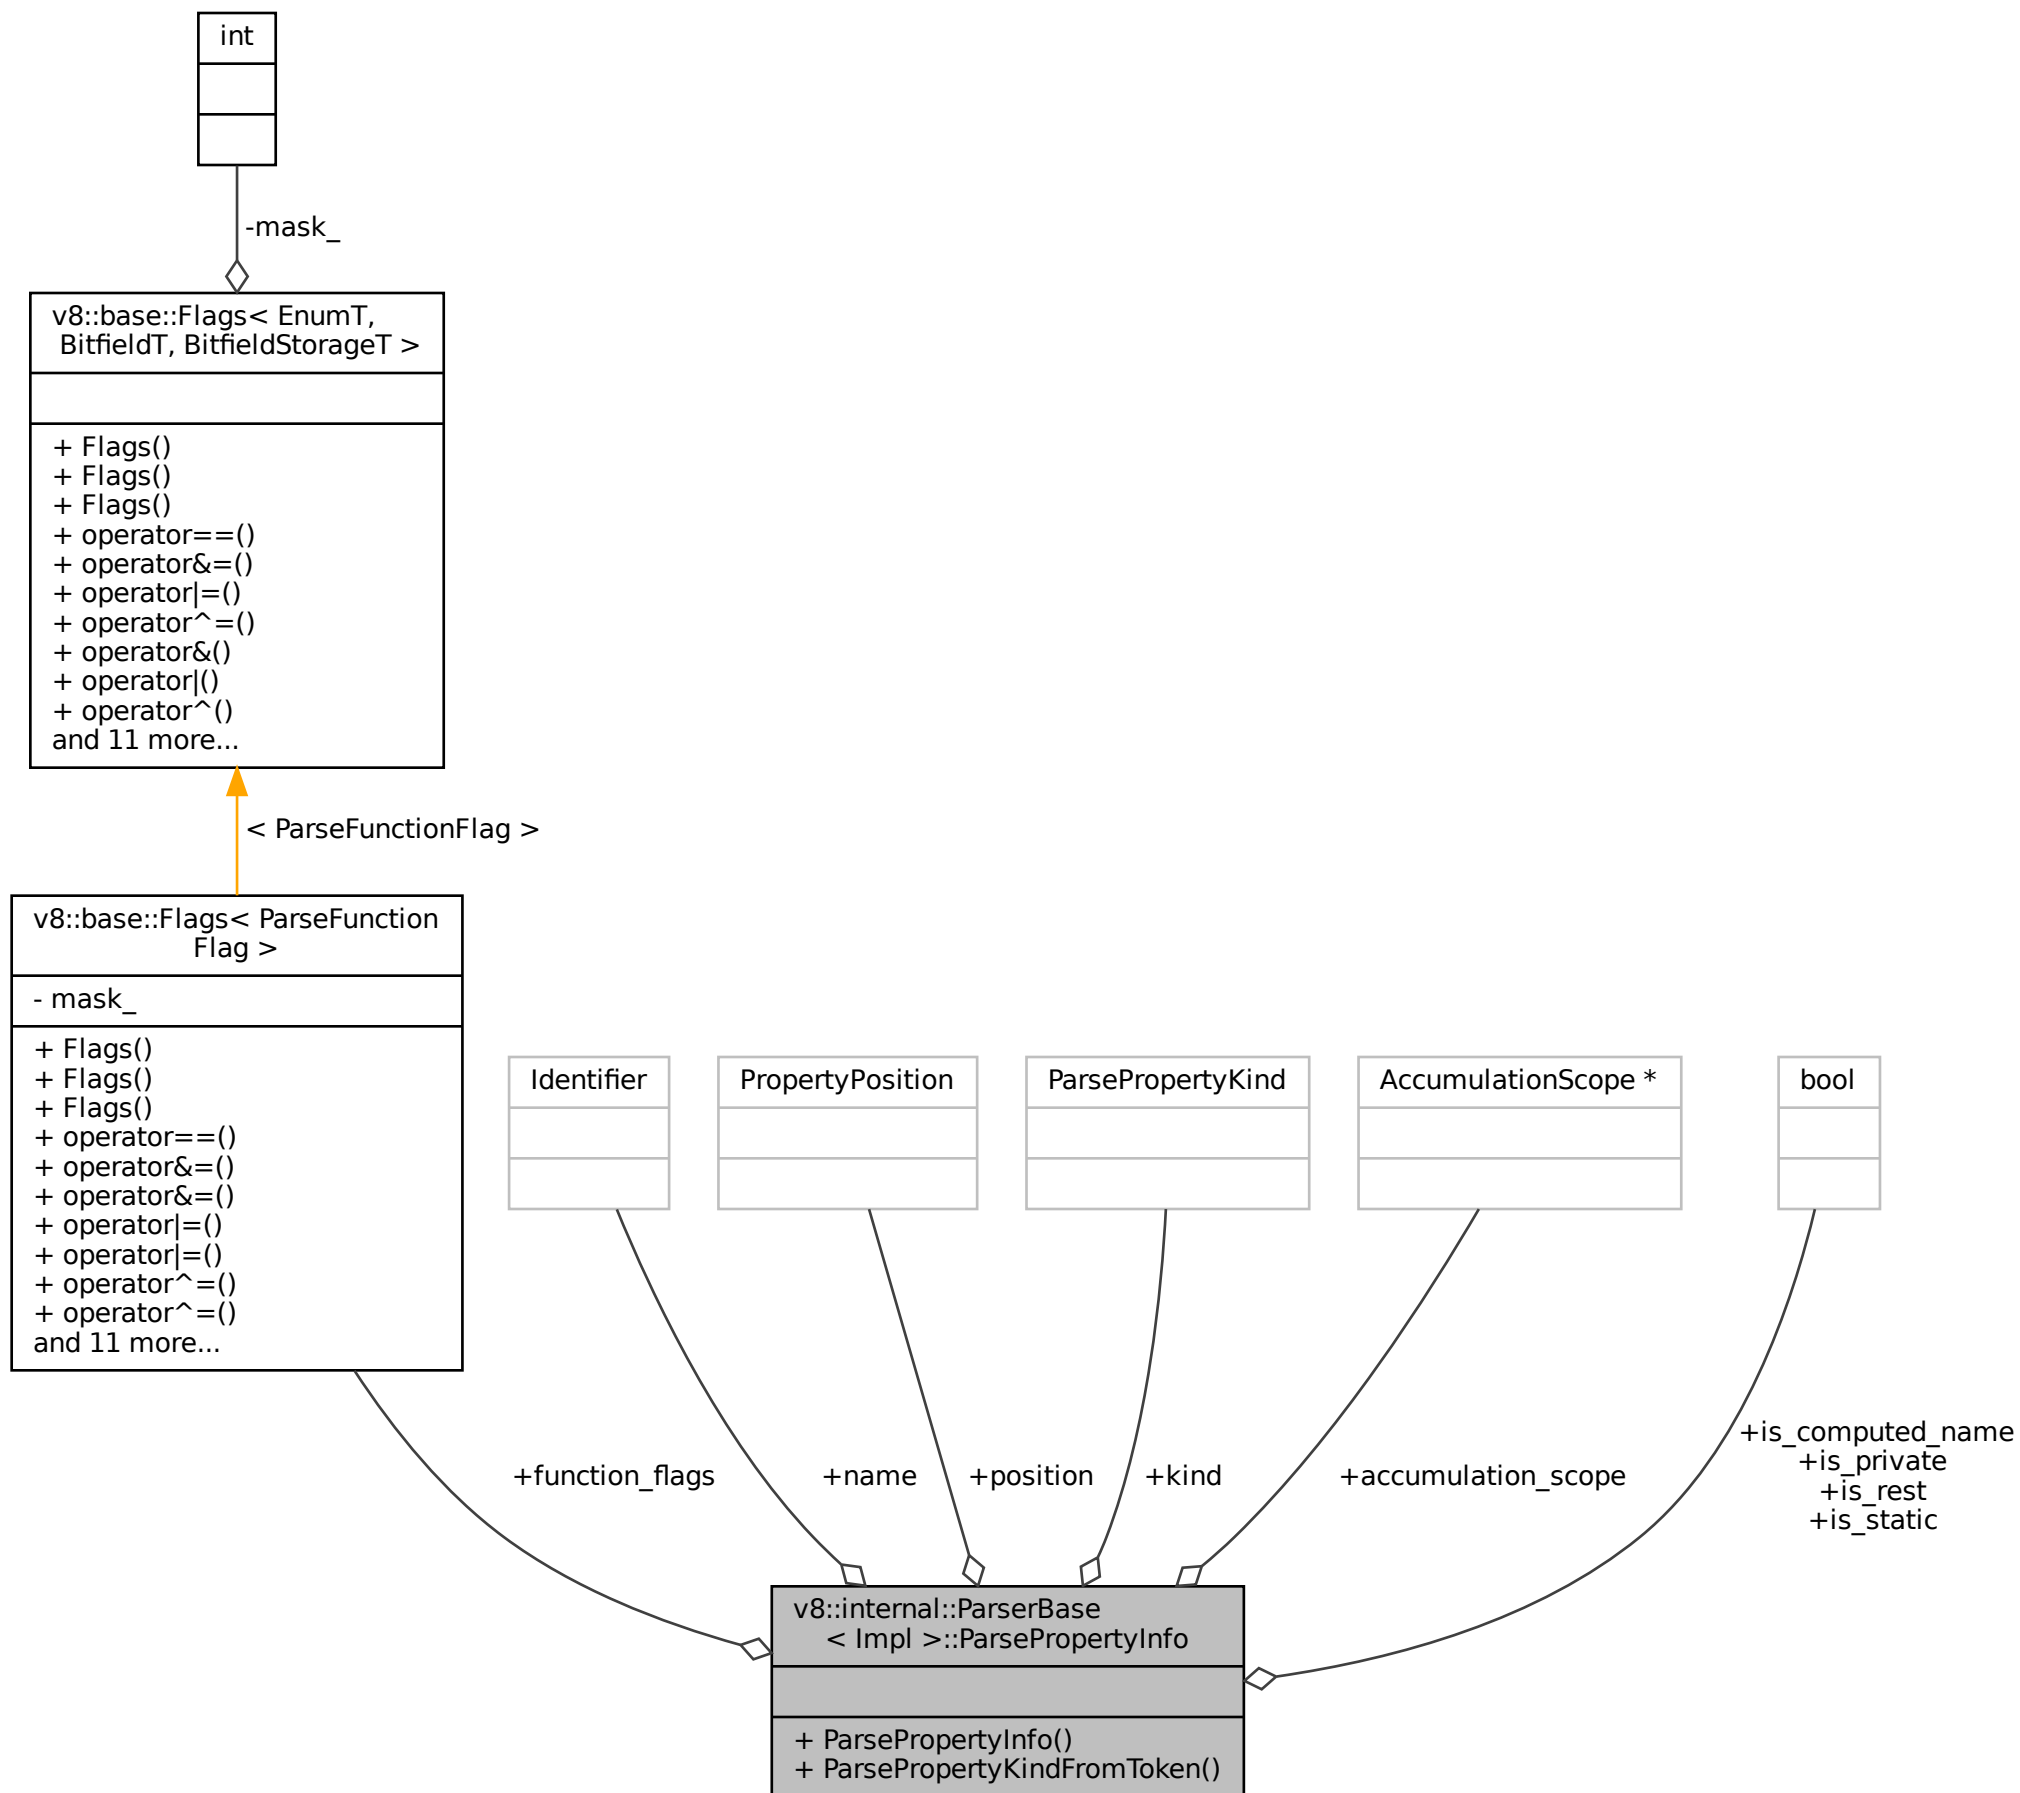 int
-mask_
v8::base::Flags< EnumT,
BitfieldT, BitfieldStorageT >
+ Flags()
+ Flags()
+ Flags()
+ operator==()
+ operator&=()
+ operator|=()
+ operator^=()
+ operator&()
+ operator|()
+ operator^()
and 11 more...
< ParseFunctionFlag >
v8::base::Flags< ParseFunction
Flag >
- mask_
+ Flags()
+ Flags()
+ Flags()
+ operator==()
+ operator&=()
+ operator&=()
+ operator|=()
+ operator|=()
+ operator^=()
+ operator^=()
and 11 more...
Identifier
PropertyPosition
ParsePropertyKind
AccumulationScope *
bool
+function_flags
+name
+position
+kind
+accumulation_scope
+is_computed_name
+is_private
+is_rest
+is_static
v8::internal::ParserBase
< Impl >::ParsePropertyInfo
+ ParsePropertyInfo()
+ ParsePropertyKindFromToken()